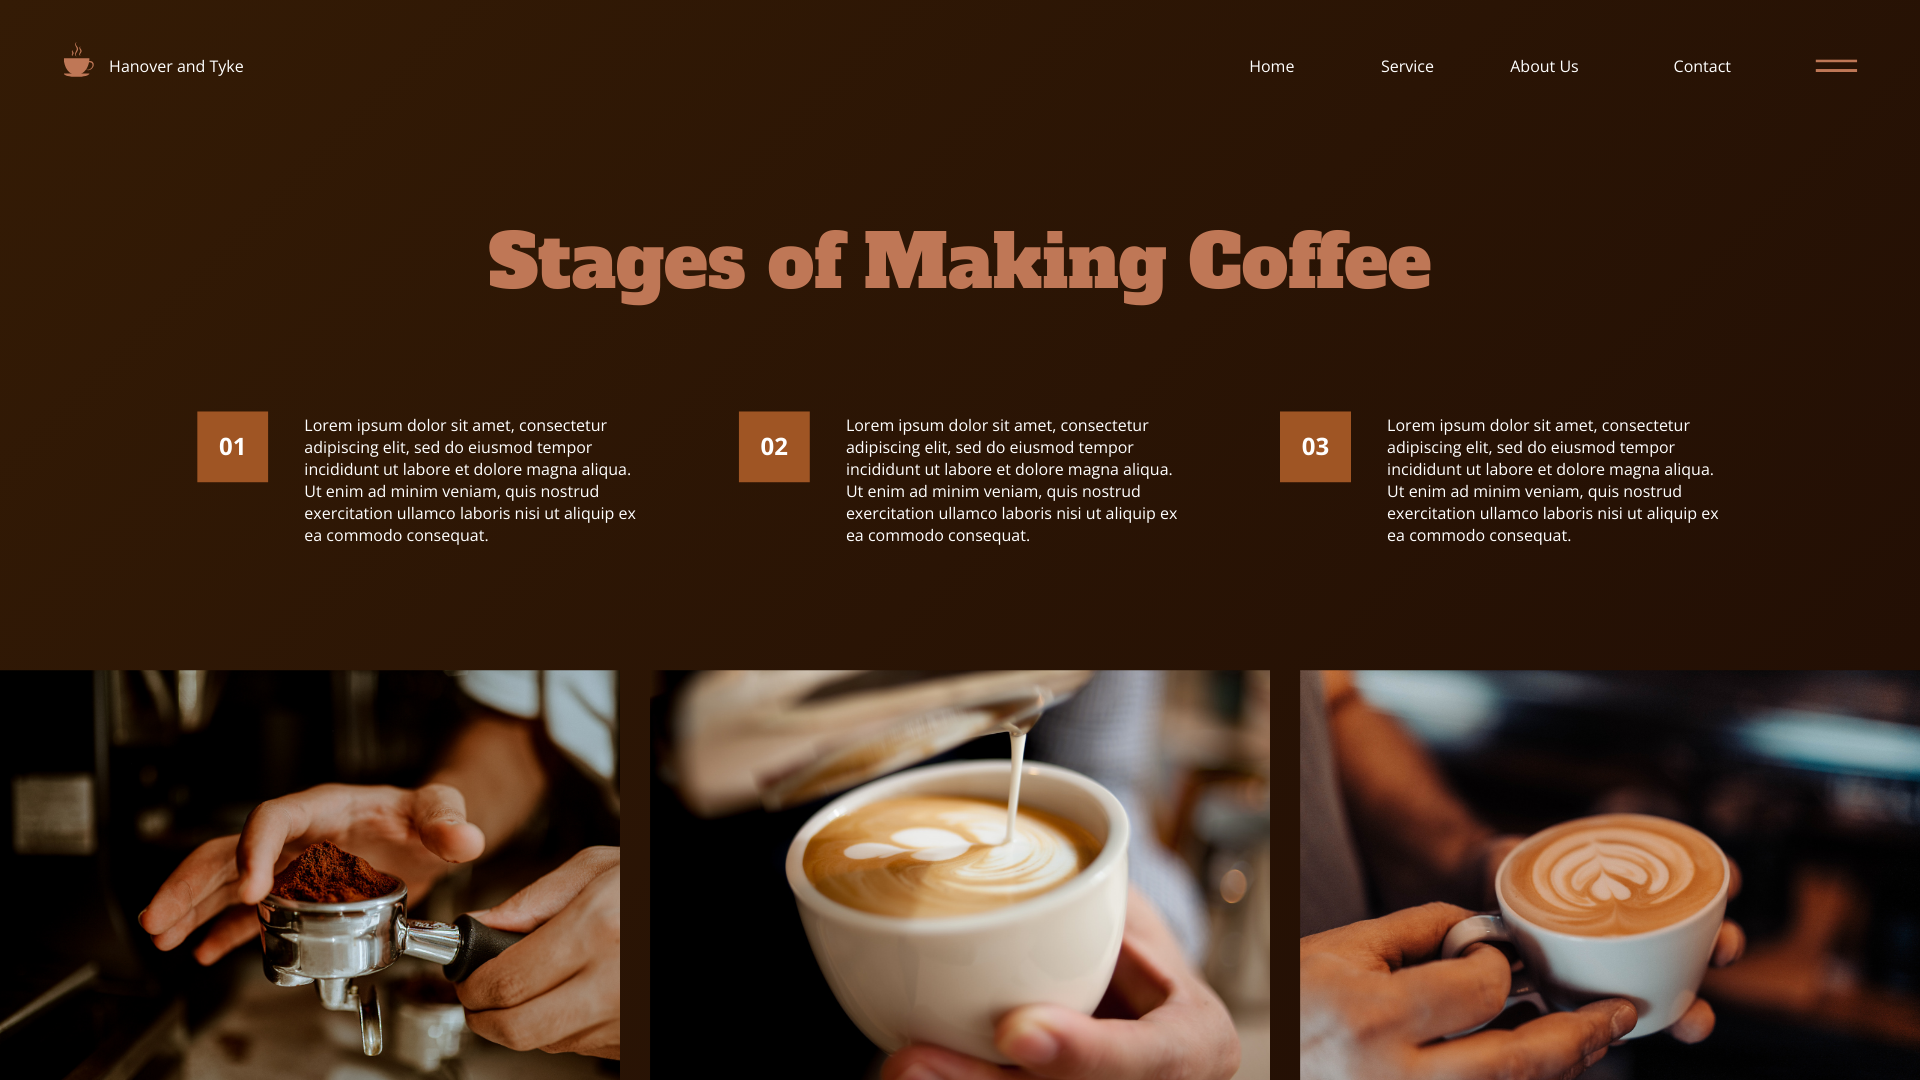 Hanover and Tyke
Home
Service
About Us
Contact
Stages of Making Coffee
01
Lorem ipsum dolor sit amet, consectetur
adipiscing elit, sed do eiusmod tempor
incididunt ut labore et dolore magna aliqua.
Ut enim ad minim veniam, quis nostrud
exercitation ullamco laboris nisi ut aliquip ex
ea commodo consequat.
02
Lorem ipsum dolor sit amet, consectetur
adipiscing elit, sed do eiusmod tempor
incididunt ut labore et dolore magna aliqua.
Ut enim ad minim veniam, quis nostrud
exercitation ullamco laboris nisi ut aliquip ex
ea commodo consequat.
03
Lorem ipsum dolor sit amet, consectetur
adipiscing elit, sed do eiusmod tempor
incididunt ut labore et dolore magna aliqua.
Ut enim ad minim veniam, quis nostrud
exercitation ullamco laboris nisi ut aliquip ex
ea commodo consequat.